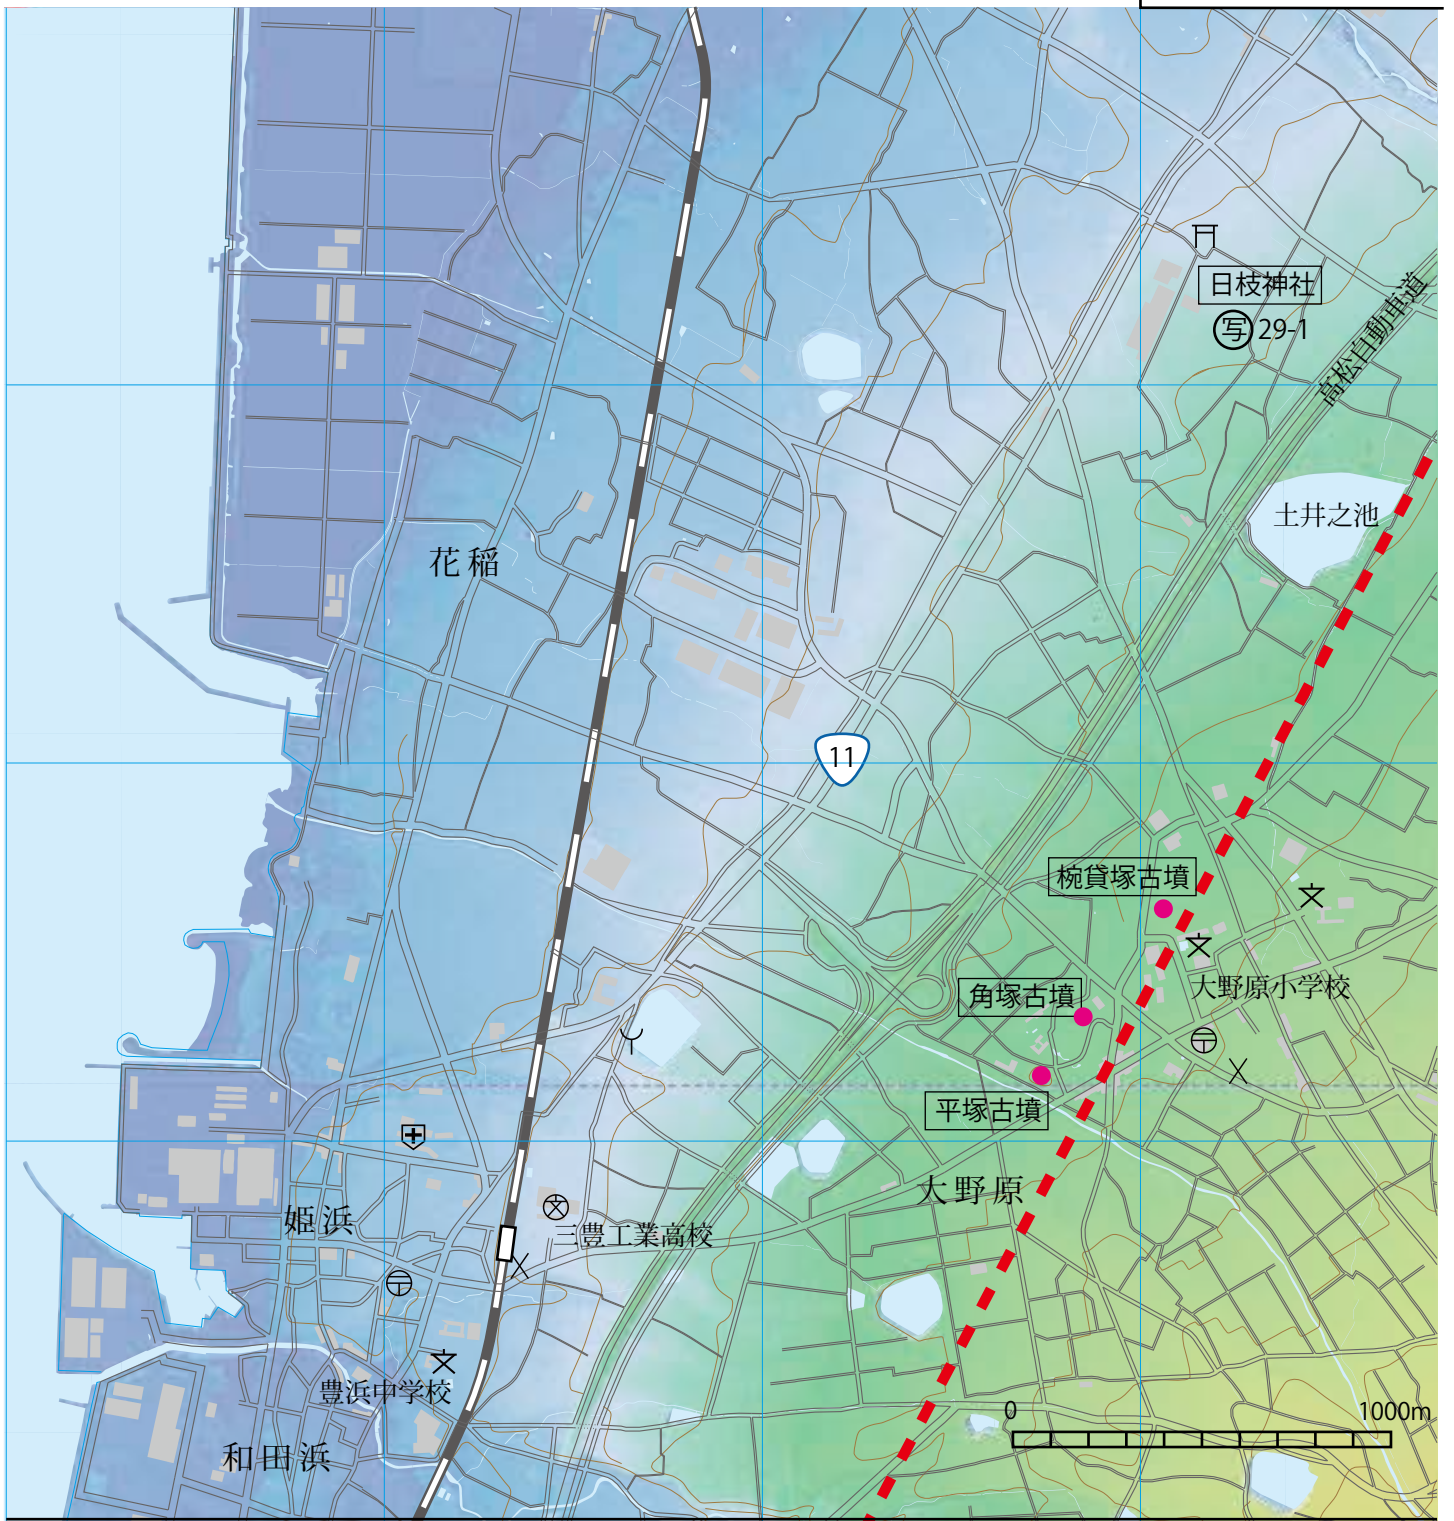 日枝神社
写 29-1
高松自動車道
土井之池
花稲
11
椀貸塚古墳
大野原小学校
角塚古墳
平塚古墳
大野原
姫浜
三豊工業高校
豊浜中学校
和田浜
0 1000m